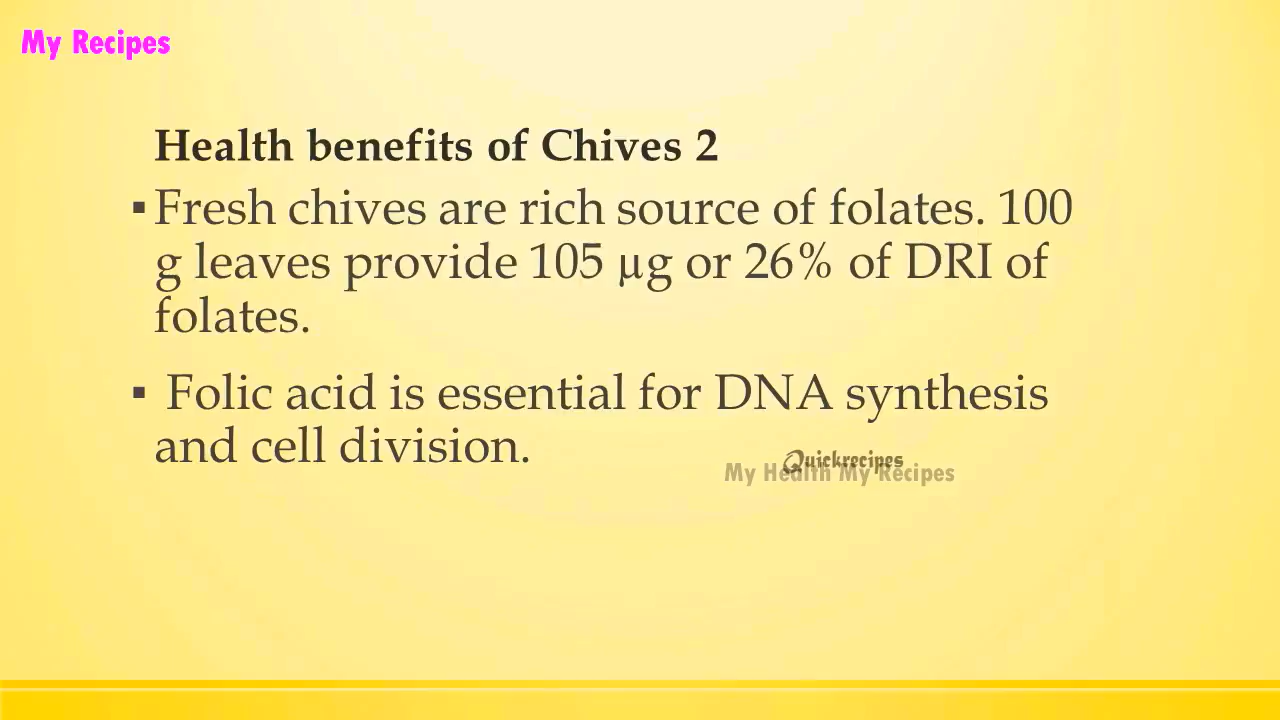 My Recipes
Health benefits of Chives 2
▪Fresh chives are rich source of folates. 100
g leaves provide 105 µg or 26% of DRI of
folates.
▪ Folic acid is essential for DNA synthesis
and cell division.
Quickrecipes
My Health My Recipes